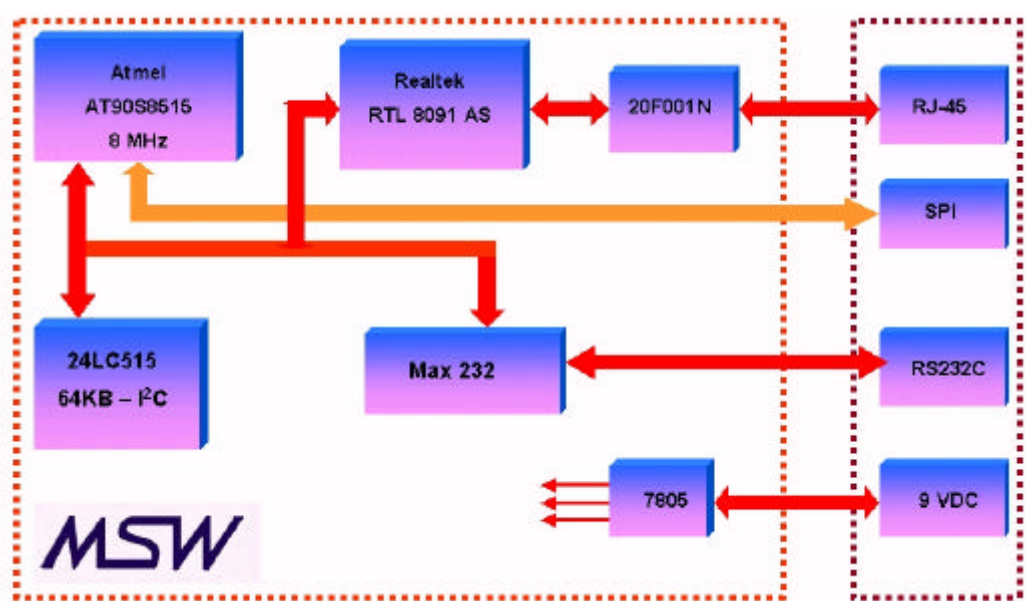 Atmel
AT90S8515
8 MHz
Realtek
RTL 8091 AS
20F001N
RJ-45
SPI
24LC515
64KB – I²C
Max 232
RS232C
7805
9 VDC
MSW